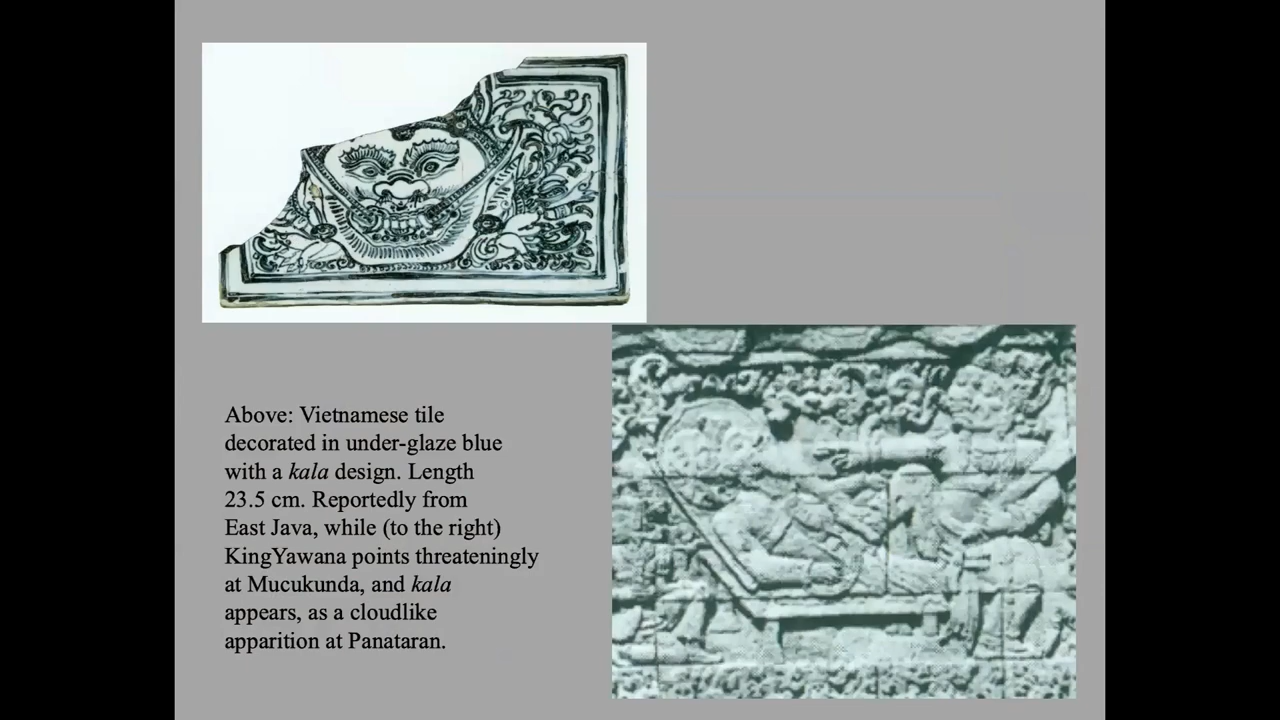 Above: Vietnamese tile
decorated in under-glaze blue
with a kala design. Length
23.5 cm. Reportedly from
East Java, while (to the right)
KingYawana points threateningly
at Mucukunda, and kala
appears, as a cloudlike
apparition at Panataran.